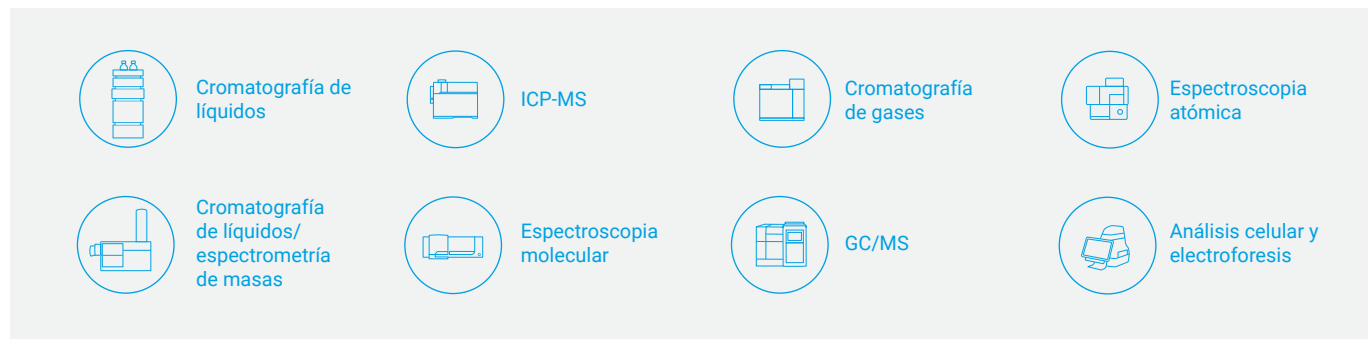 Cromatografía de
líquidos
ICP-MS
Cromatografía
de gases
Espectroscopia
atómica
Cromatografía
de líquidos/
espectrometría
de masas
Espectroscopia
molecular
GC/MS
Análisis celular y
electroforesis